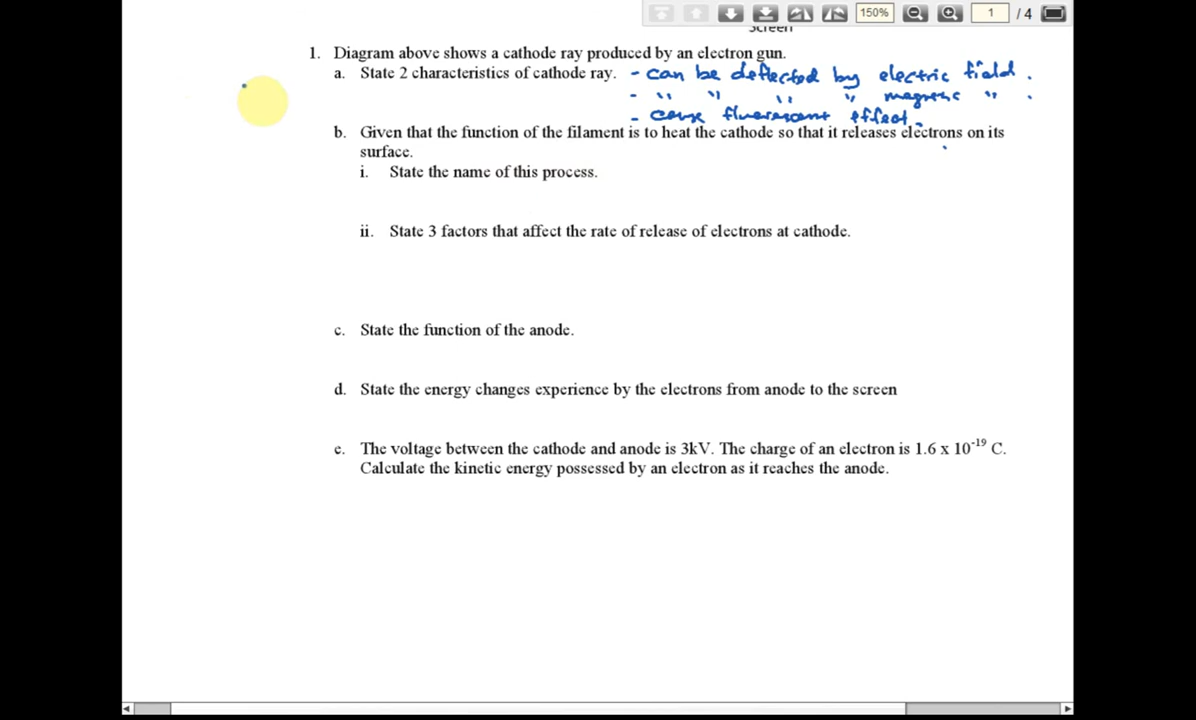 150% 1 / 4
Screen
1. Diagram above shows a cathode ray produced by an electron gun.
a. State 2 characteristics of cathode ray. - can be deflected by electric field.
- " " " " magnetic " .
- cause fluorescent effect.
b. Given that the function of the filament is to heat the cathode so that it releases electrons on its
surface.
i. State the name of this process.
ii. State 3 factors that affect the rate of release of electrons at cathode.
c. State the function of the anode.
d. State the energy changes experience by the electrons from anode to the screen
e. The voltage between the cathode and anode is 3kV. The charge of an electron is 1.6 x 10⁻¹⁹ C.
Calculate the kinetic energy possessed by an electron as it reaches the anode.